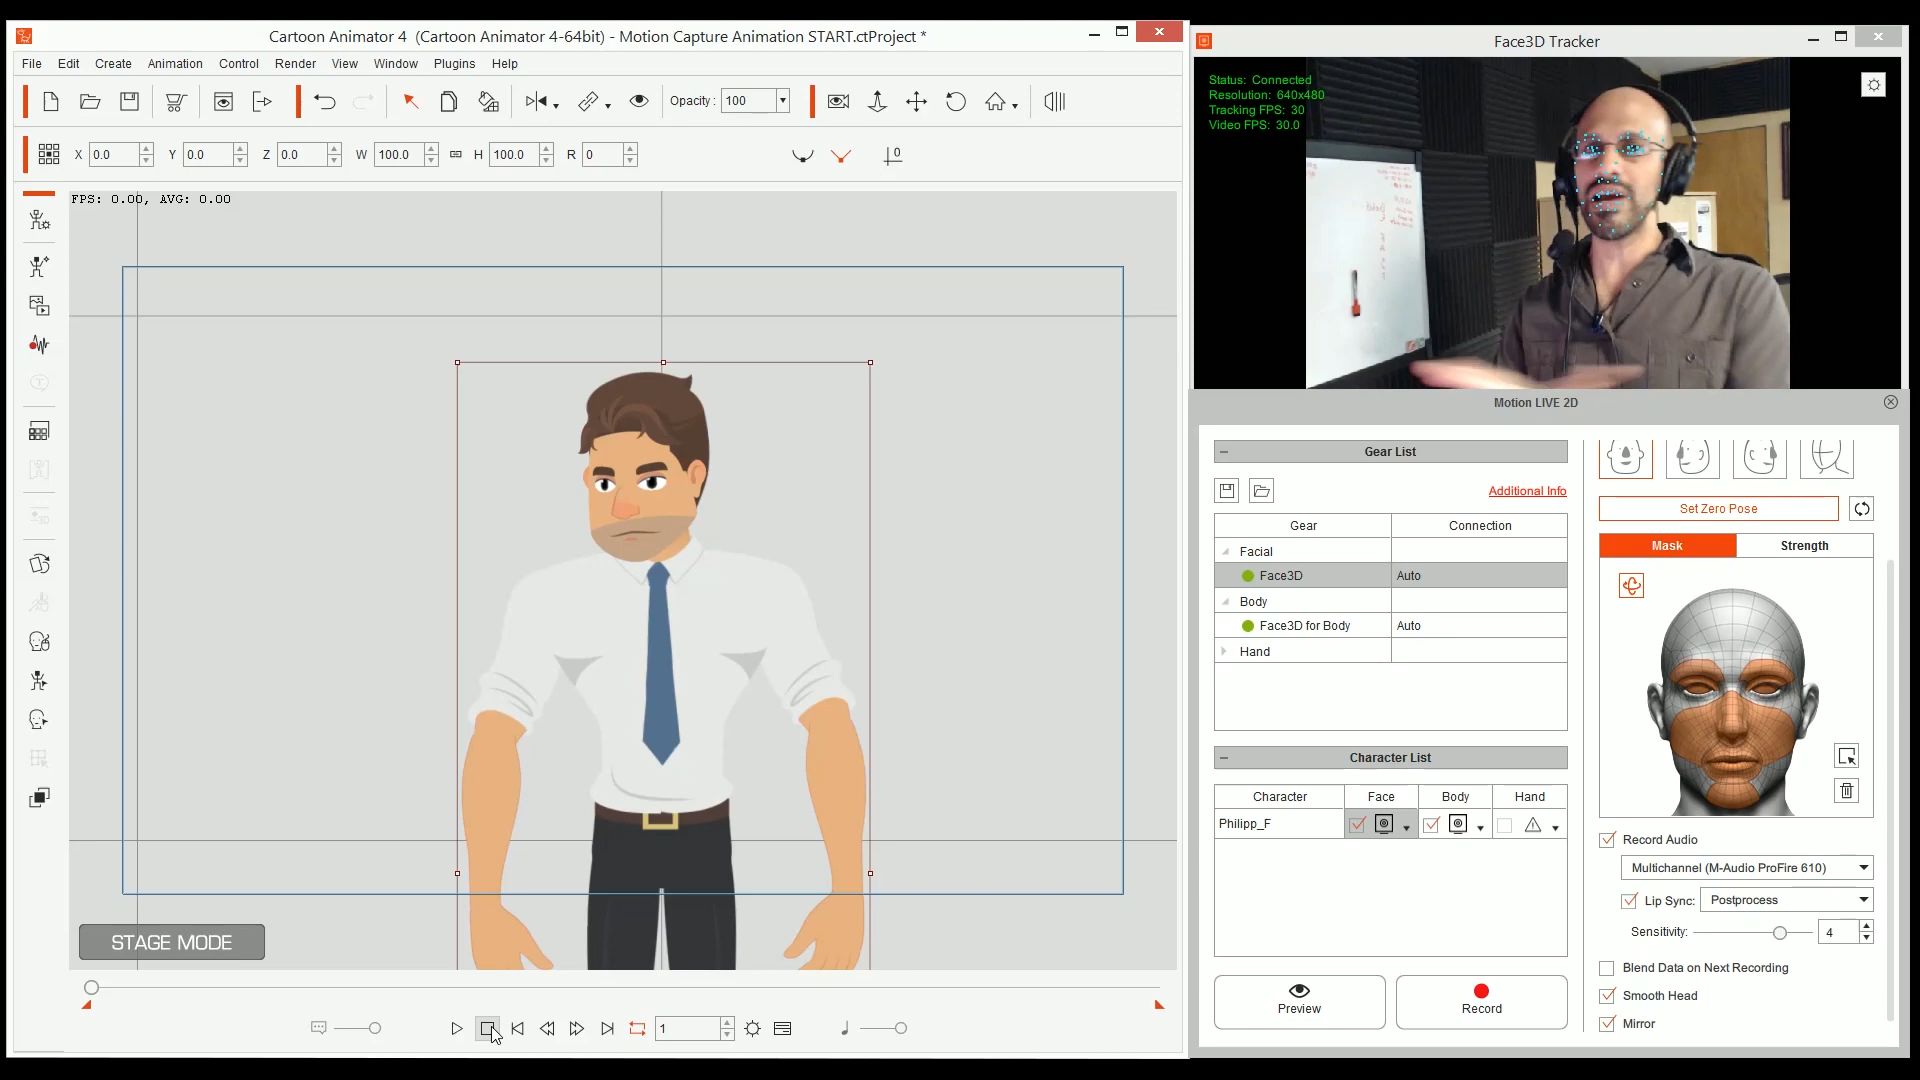 Cartoon Animator 4  (Cartoon Animator 4-64bit) - Motion Capture Animation START.ctProject *
File Edit Create Animation Control Render View Window Plugins Help
Opacity : 100
X 0.0 Y 0.0 Z 0.0 W 100.0 H 100.0 R 0
FPS: 0.00, AVG: 0.00
STAGE MODE
1
Face3D Tracker
Status: Connected
Resolution: 640x480
Tracking FPS: 30
Video FPS: 30.0
Motion LIVE 2D
Gear List
Additional Info
Gear Connection
Facial
Face3D Auto
Body
Face3D for Body Auto
Hand
Character List
Character Face Body Hand
Philipp_F
Preview
Record
Set Zero Pose
Mask Strength
Record Audio
Multichannel (M-Audio ProFire 610)
Lip Sync: Postprocess
Sensitivity: 4
Blend Data on Next Recording
Smooth Head
Mirror